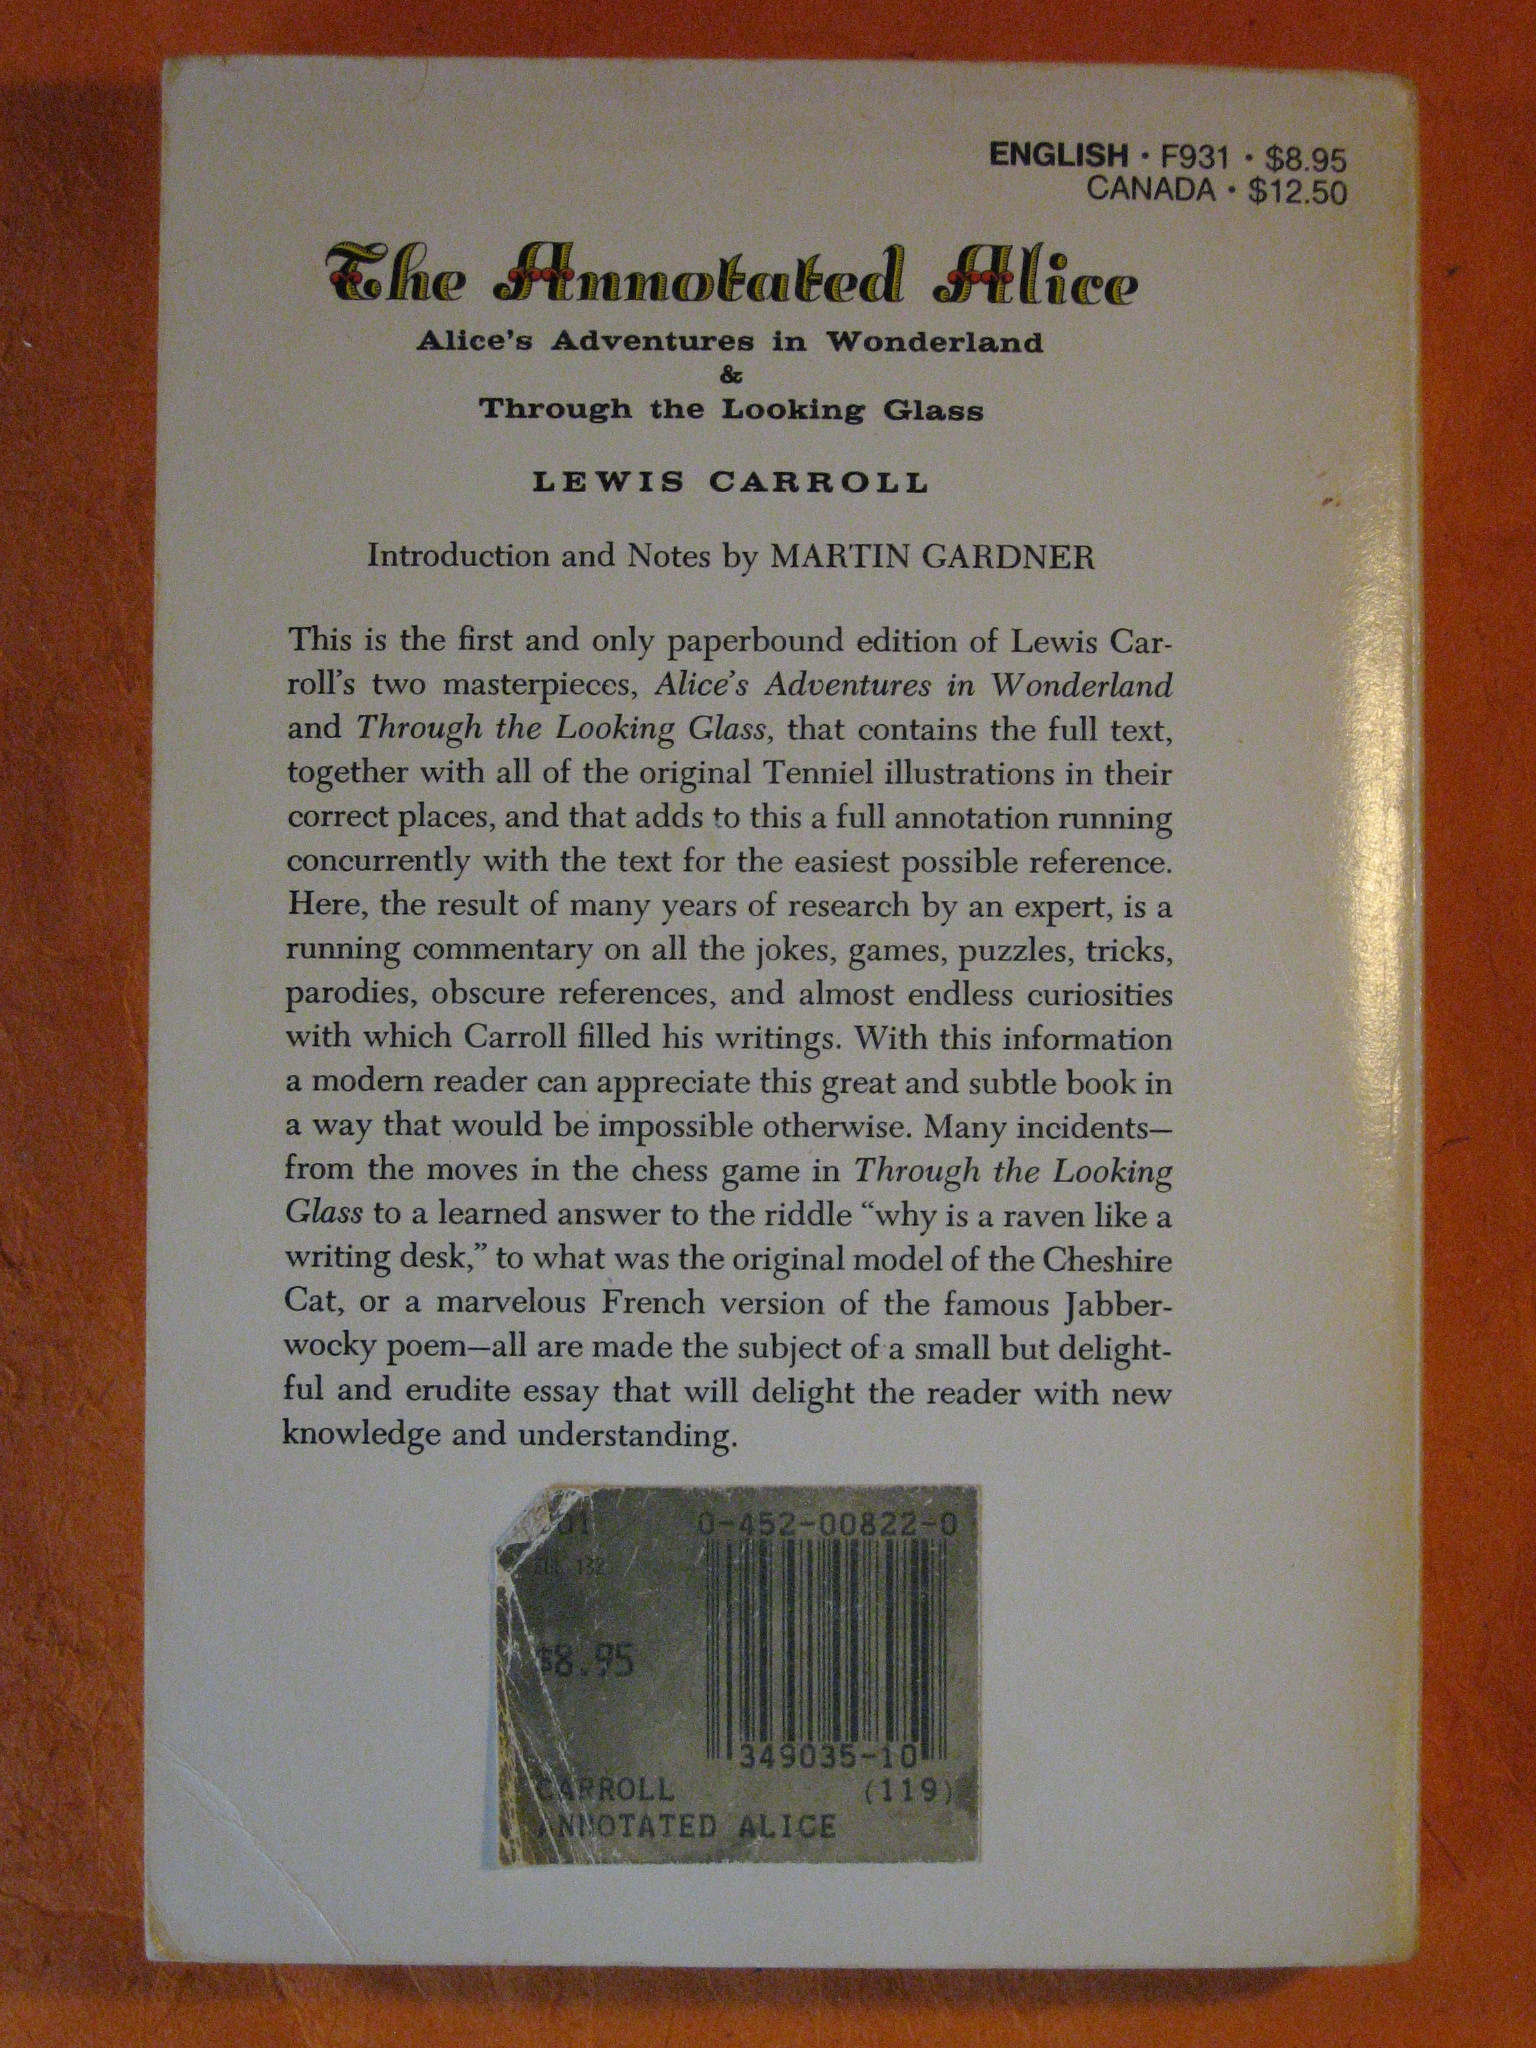 ENGLISH · F931 · $8.95
CANADA · $12.50
The Annotated Alice
Alice's Adventures in Wonderland
&
Through the Looking Glass
LEWIS CARROLL
Introduction and Notes by MARTIN GARDNER
This is the first and only paperbound edition of Lewis Car-
roll's two masterpieces, Alice's Adventures in Wonderland
and Through the Looking Glass, that contains the full text,
together with all of the original Tenniel illustrations in their
correct places, and that adds to this a full annotation running
concurrently with the text for the easiest possible reference.
Here, the result of many years of research by an expert, is a
running commentary on all the jokes, games, puzzles, tricks,
parodies, obscure references, and almost endless curiosities
with which Carroll filled his writings. With this information
a modern reader can appreciate this great and subtle book in
a way that would be impossible otherwise. Many incidents—
from the moves in the chess game in Through the Looking
Glass to a learned answer to the riddle “why is a raven like a
writing desk,” to what was the original model of the Cheshire
Cat, or a marvelous French version of the famous Jabber-
wocky poem—all are made the subject of a small but delight-
ful and erudite essay that will delight the reader with new
knowledge and understanding.
0-452-00822-0
132
$8.95
349035-10
CARROLL (119)
ANNOTATED ALICE